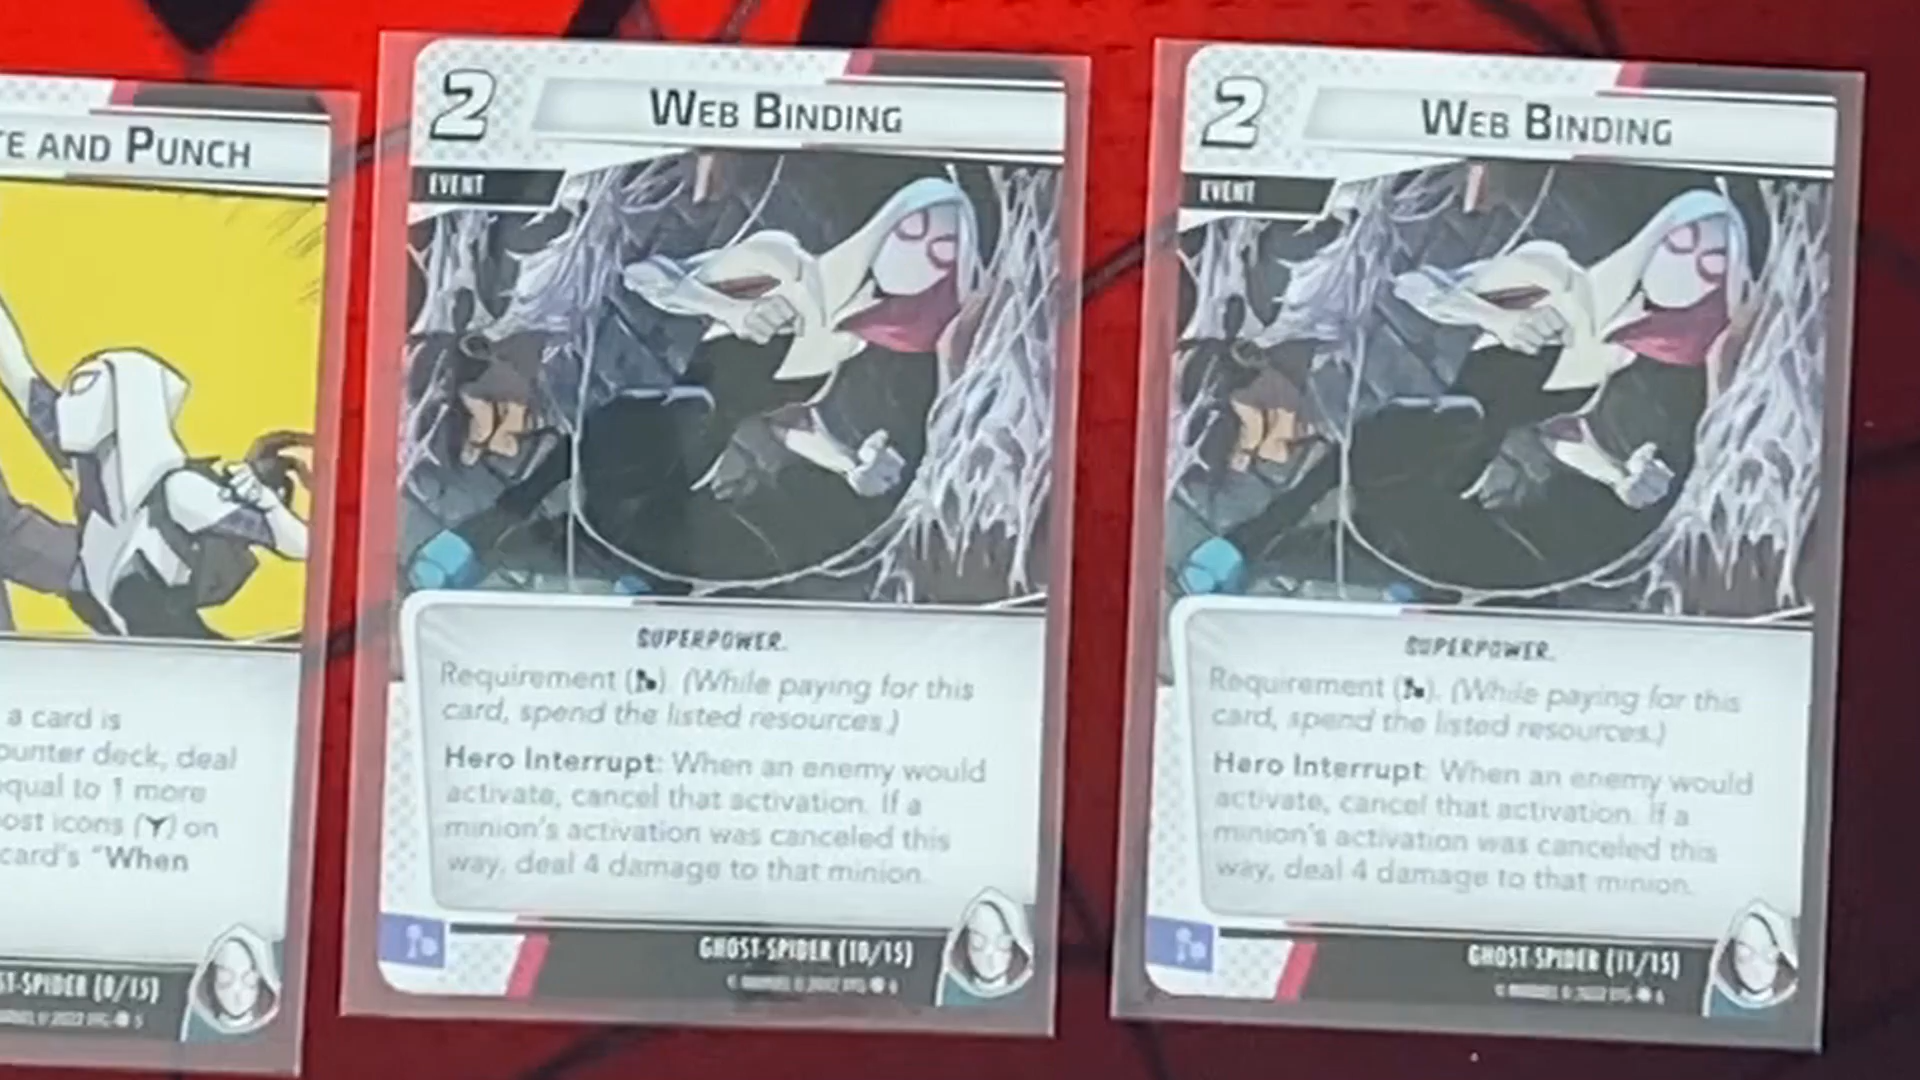 TE AND PUNCH
a card is
ounter deck, deal
equal to 1 more
ost icons ( ) on
card's "When
ST-SPIDER (8/15)
2
WEB BINDING
EVENT
SUPERPOWER.
Requirement ( ). (While paying for this
card, spend the listed resources.)
Hero Interrupt: When an enemy would
activate, cancel that activation. If a
minion's activation was canceled this
way, deal 4 damage to that minion.
GHOST-SPIDER (10/15)
2
WEB BINDING
EVENT
SUPERPOWER.
Requirement ( ). (While paying for this
card, spend the listed resources.)
Hero Interrupt: When an enemy would
activate, cancel that activation. If a
minion's activation was canceled this
way, deal 4 damage to that minion.
GHOST-SPIDER (11/15)